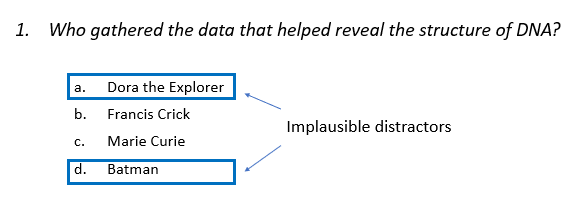 1. Who gathered the data that helped reveal the structure of DNA?
a. Dora the Explorer
b. Francis Crick
Implausible distractors
c. Marie Curie
d. Batman